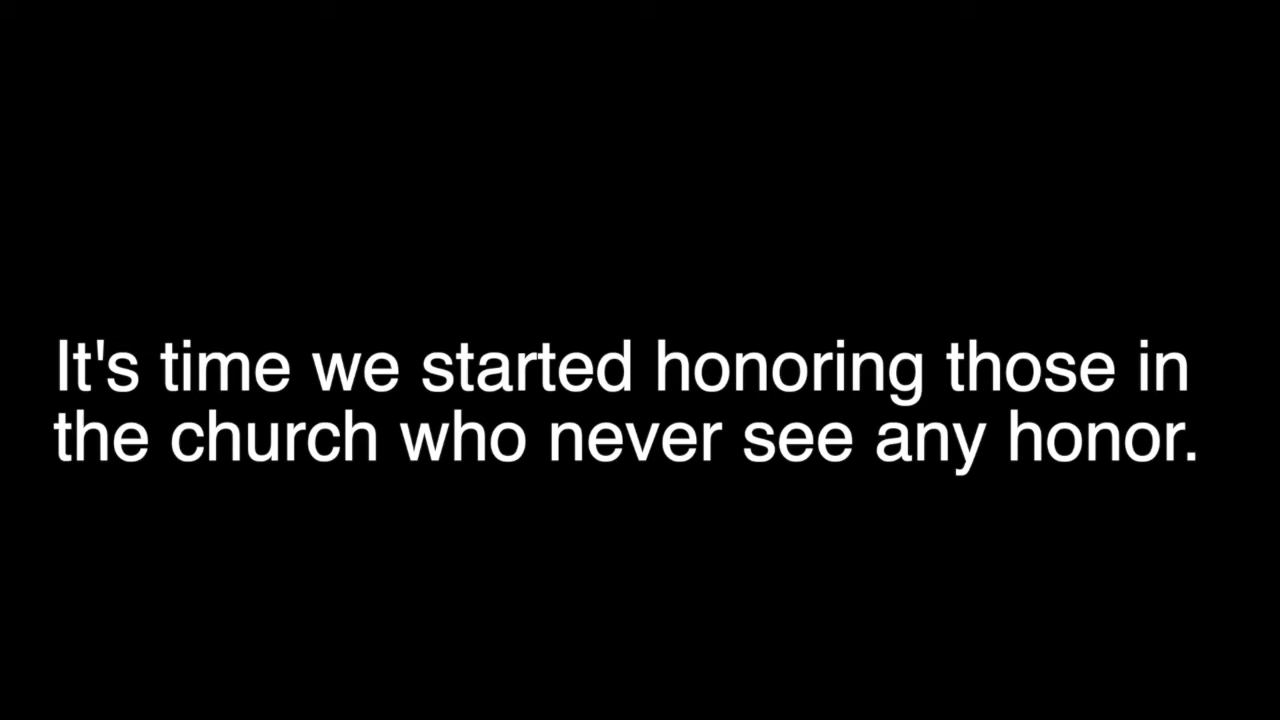 It's time we started honoring those in
the church who never see any honor.